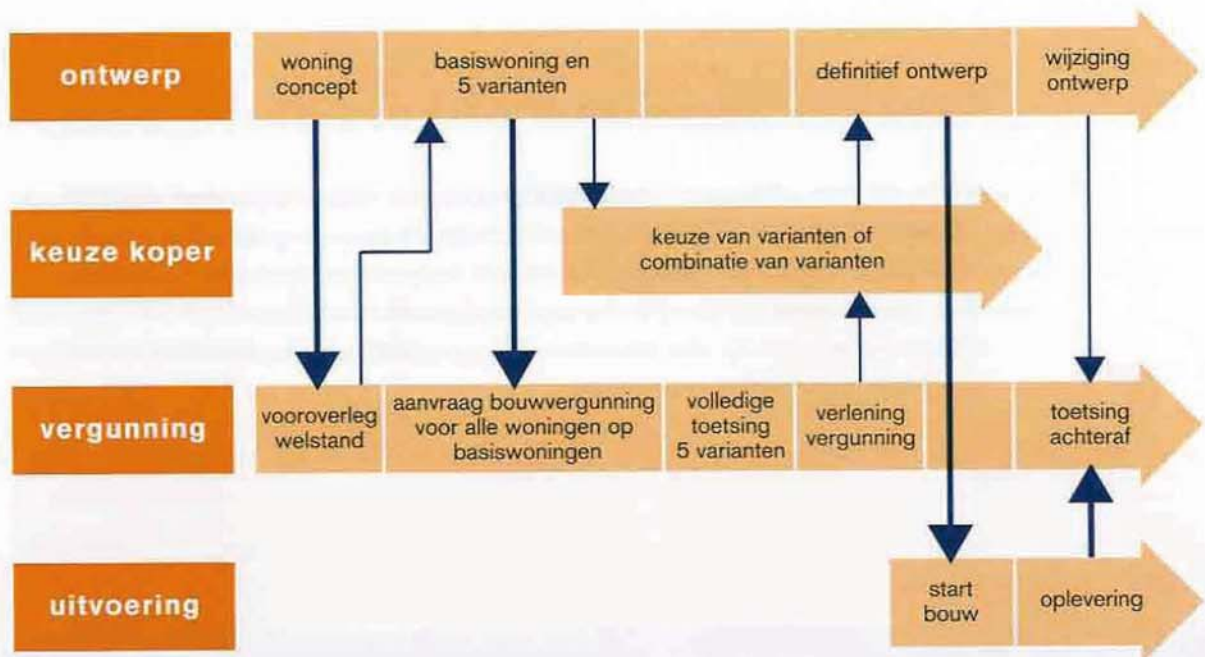 ontwerp
woning
concept
basiswoning en
5 varianten
definitief ontwerp
wijziging
ontwerp
keuze koper
keuze van varianten of
combinatie van varianten
vergunning
vooroverleg
welstand
aanvraag bouwvergunning
voor alle woningen op
basiswoningen
volledige
toetsing
5 varianten
verlening
vergunning
toetsing
achteraf
uitvoering
start
bouw
oplevering